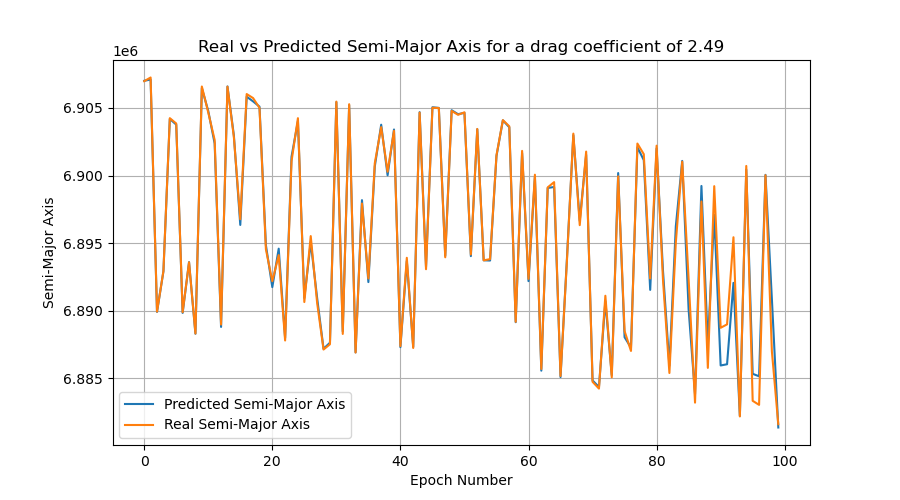 Real vs Predicted Semi-Major Axis for a drag coefficient of 2.49
1e6
6.905
6.900
6.895
6.890
6.885
Semi-Major Axis
Predicted Semi-Major Axis
Real Semi-Major Axis
0 20 40 60 80 100
Epoch Number